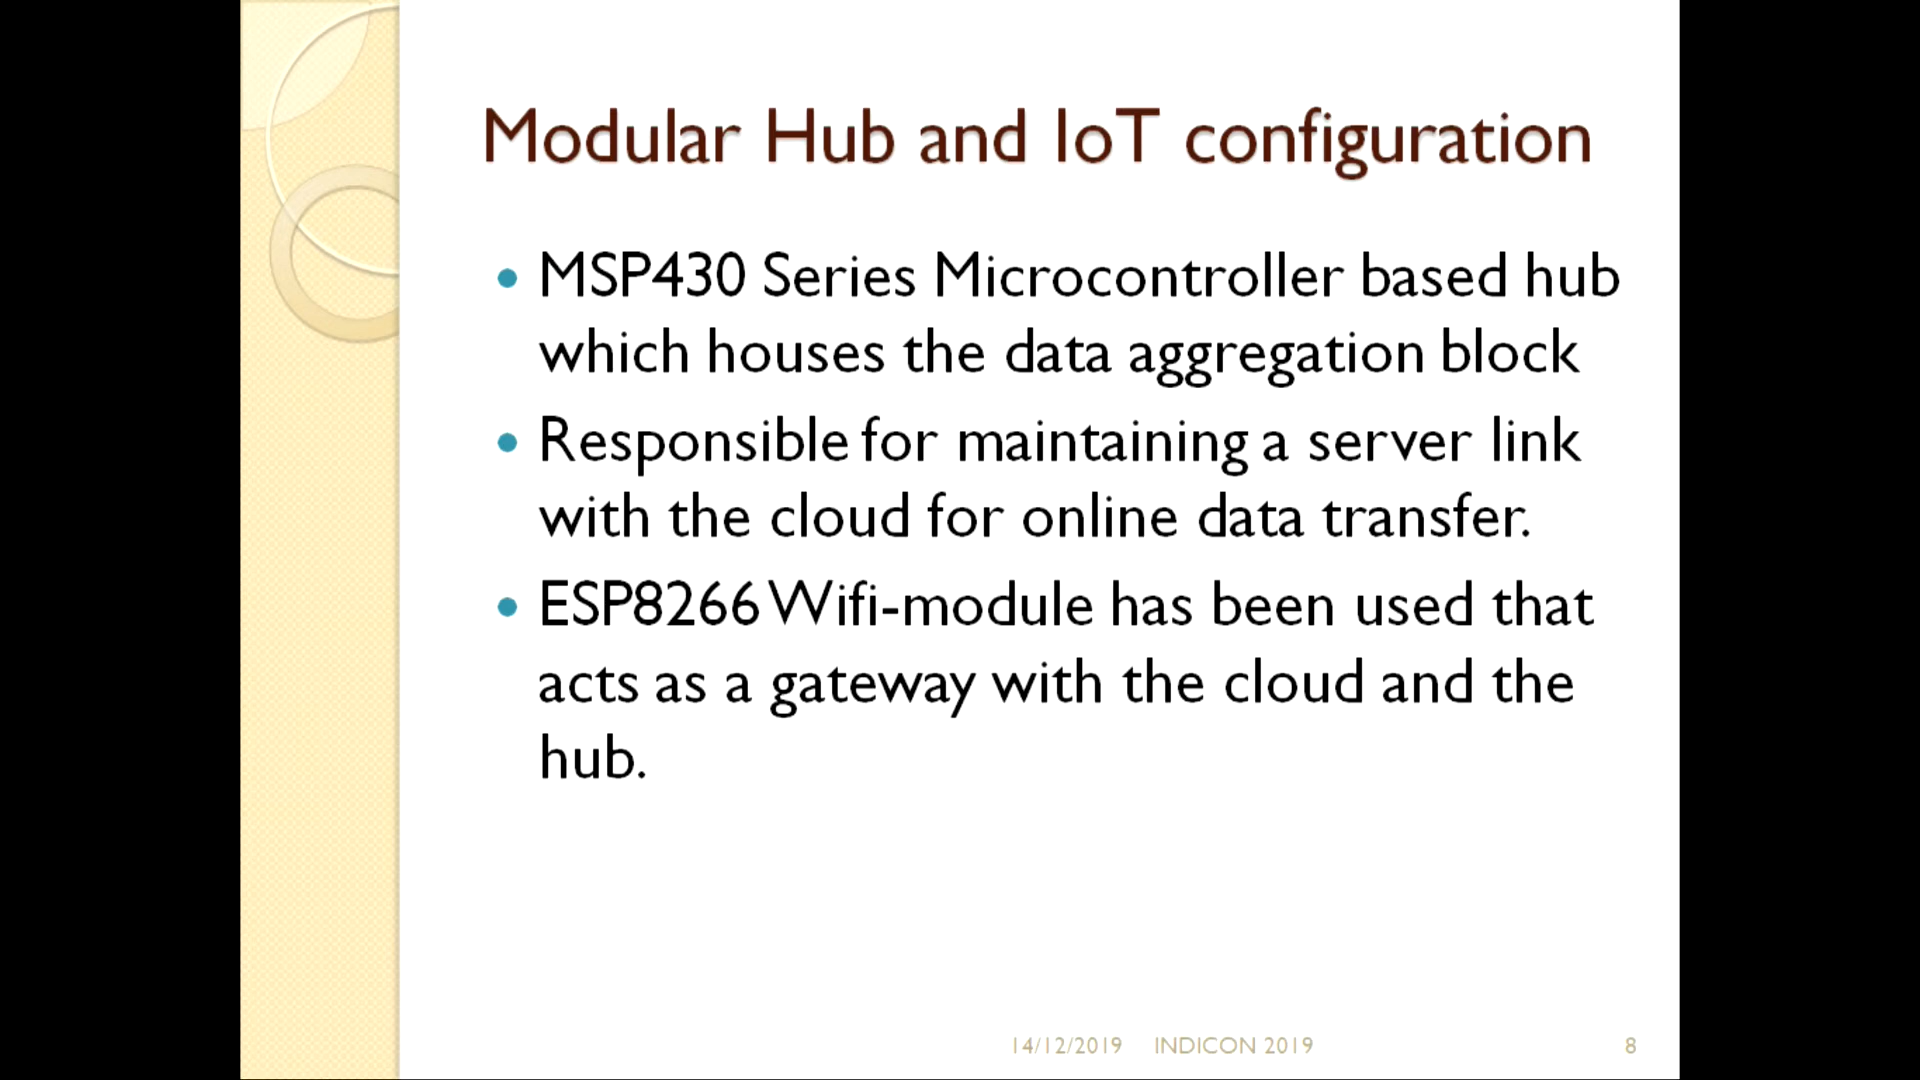 Modular Hub and IoT configuration
• MSP430 Series Microcontroller based hub
which houses the data aggregation block
• Responsible for maintaining a server link
with the cloud for online data transfer.
• ESP8266 Wifi-module has been used that
acts as a gateway with the cloud and the
hub.
14/12/2019 INDICON 2019 8